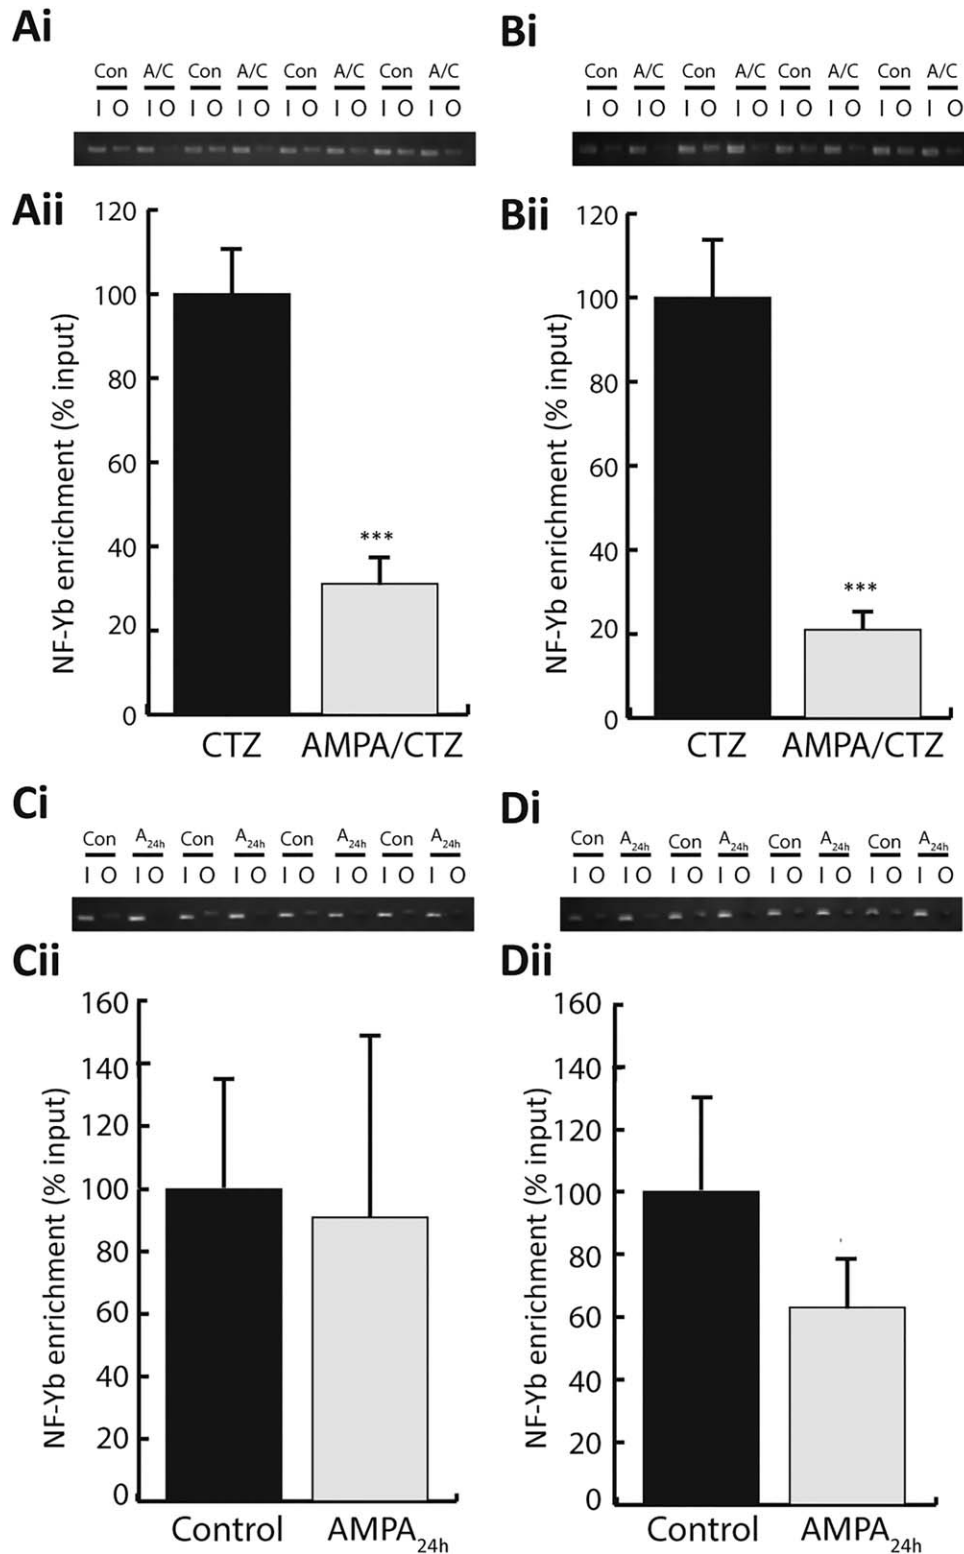 Ai
Con A/C Con A/C Con A/C Con A/C
I O I O I O I O I O I O I O I O
Bi
Con A/C Con A/C Con A/C Con A/C
I O I O I O I O I O I O I O I O
Aii
NF-Yb enrichment (% input)
120
100
80
60
40
20
0
***
CTZ AMPA/CTZ
Bii
NF-Yb enrichment (% input)
120
100
80
60
40
20
0
***
CTZ AMPA/CTZ
Ci
Con A24h Con A24h Con A24h Con A24h
I O I O I O I O I O I O I O I O
Di
Con A24h Con A24h Con A24h Con A24h
I O I O I O I O I O I O I O I O
Cii
NF-Yb enrichment (% input)
160
140
120
100
80
60
40
20
0
Control AMPA24h
Dii
NF-Yb enrichment (% input)
160
140
120
100
80
60
40
20
0
Control AMPA24h